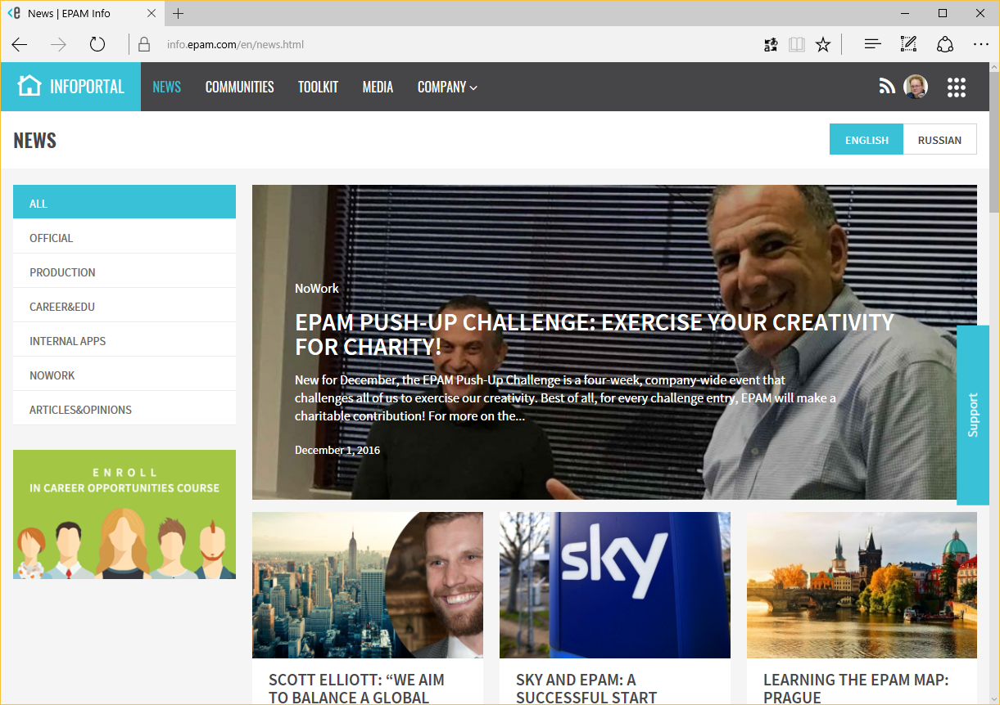 News | EPAM Info
info.epam.com/en/news.html
INFOPORTAL
NEWS
COMMUNITIES
TOOLKIT
MEDIA
COMPANY
NEWS
ENGLISH
RUSSIAN
ALL
OFFICIAL
PRODUCTION
CAREER&EDU
INTERNAL APPS
NOWORK
ARTICLES&OPINIONS
ENROLL
IN CAREER OPPORTUNITIES COURSE
NoWork
EPAM PUSH-UP CHALLENGE: EXERCISE YOUR CREATIVITY
FOR CHARITY!
New for December, the EPAM Push-Up Challenge is a four-week, company-wide event that
challenges all of us to exercise our creativity. Best of all, for every challenge entry, EPAM will make a
charitable contribution! For more on the...
December 1, 2016
Support
sky
SCOTT ELLIOTT: “WE AIM
TO BALANCE A GLOBAL
SKY AND EPAM: A
SUCCESSFUL START
LEARNING THE EPAM MAP:
PRAGUE